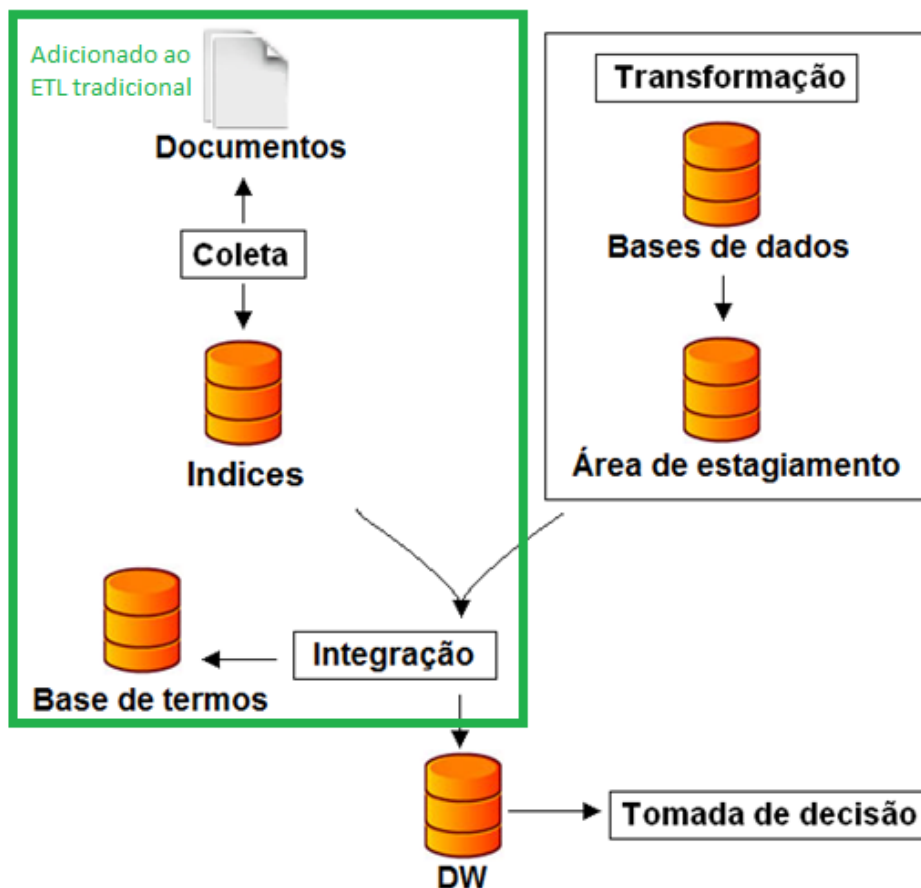 Adicionado ao
ETL tradicional
Documentos
Coleta
Indices
Transformação
Bases de dados
Área de estagiamento
Integração
Base de termos
DW
Tomada de decisão